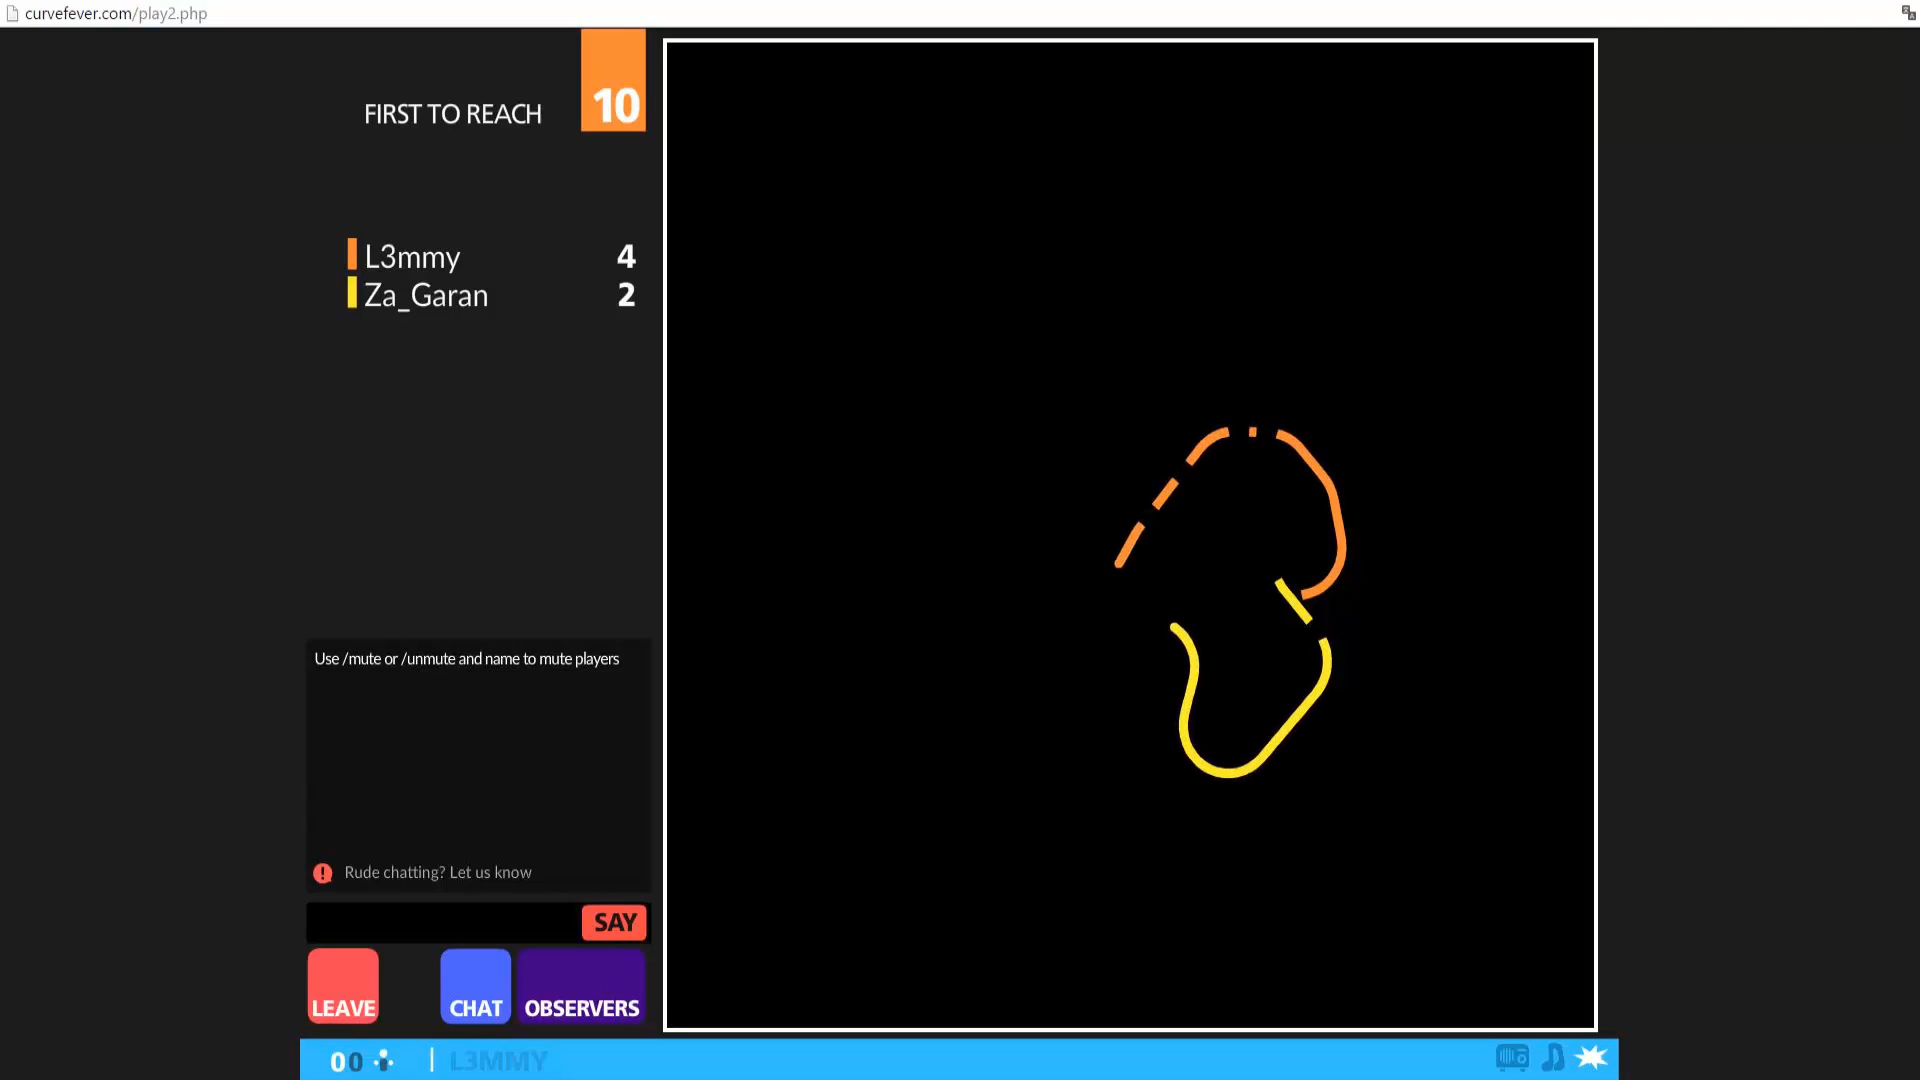 curvefever.com/play2.php
FIRST TO REACH 10
L3mmy 4
Za_Garan 2
Use /mute or /unmute and name to mute players
! Rude chatting? Let us know
SAY
LEAVE CHAT OBSERVERS
00 L3MMY